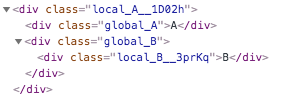 ▼<div class="local_A__1D02h">
<div class="global_A">A</div>
▼<div class="global_B">
<div class="local_B__3prKq">B</div>
</div>
</div>